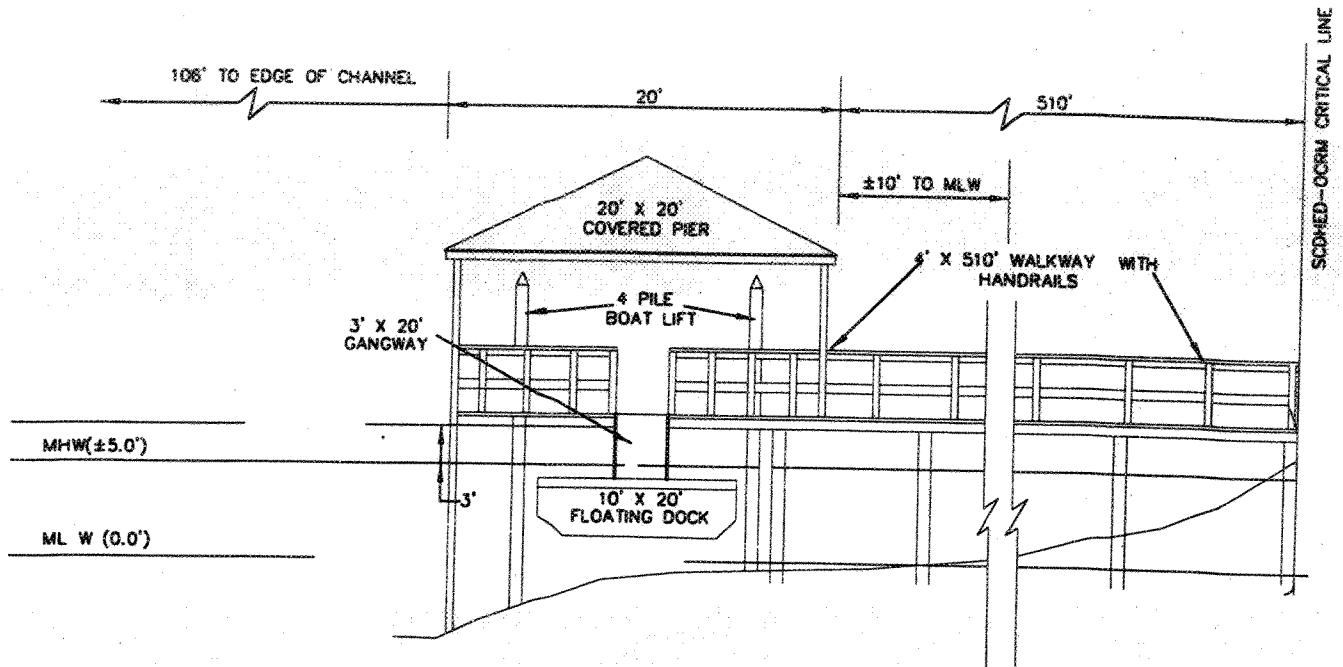 106' TO EDGE OF CHANNEL
20'
510'
SCDHED-OCRM CRITICAL LINE
±10' TO MLW
20' X 20'
COVERED PIER
4' X 510' WALKWAY WITH
HANDRAILS
4 PILE
BOAT LIFT
3' X 20'
GANGWAY
MHW(±5.0')
3'
10' X 20'
FLOATING DOCK
ML W (0.0')